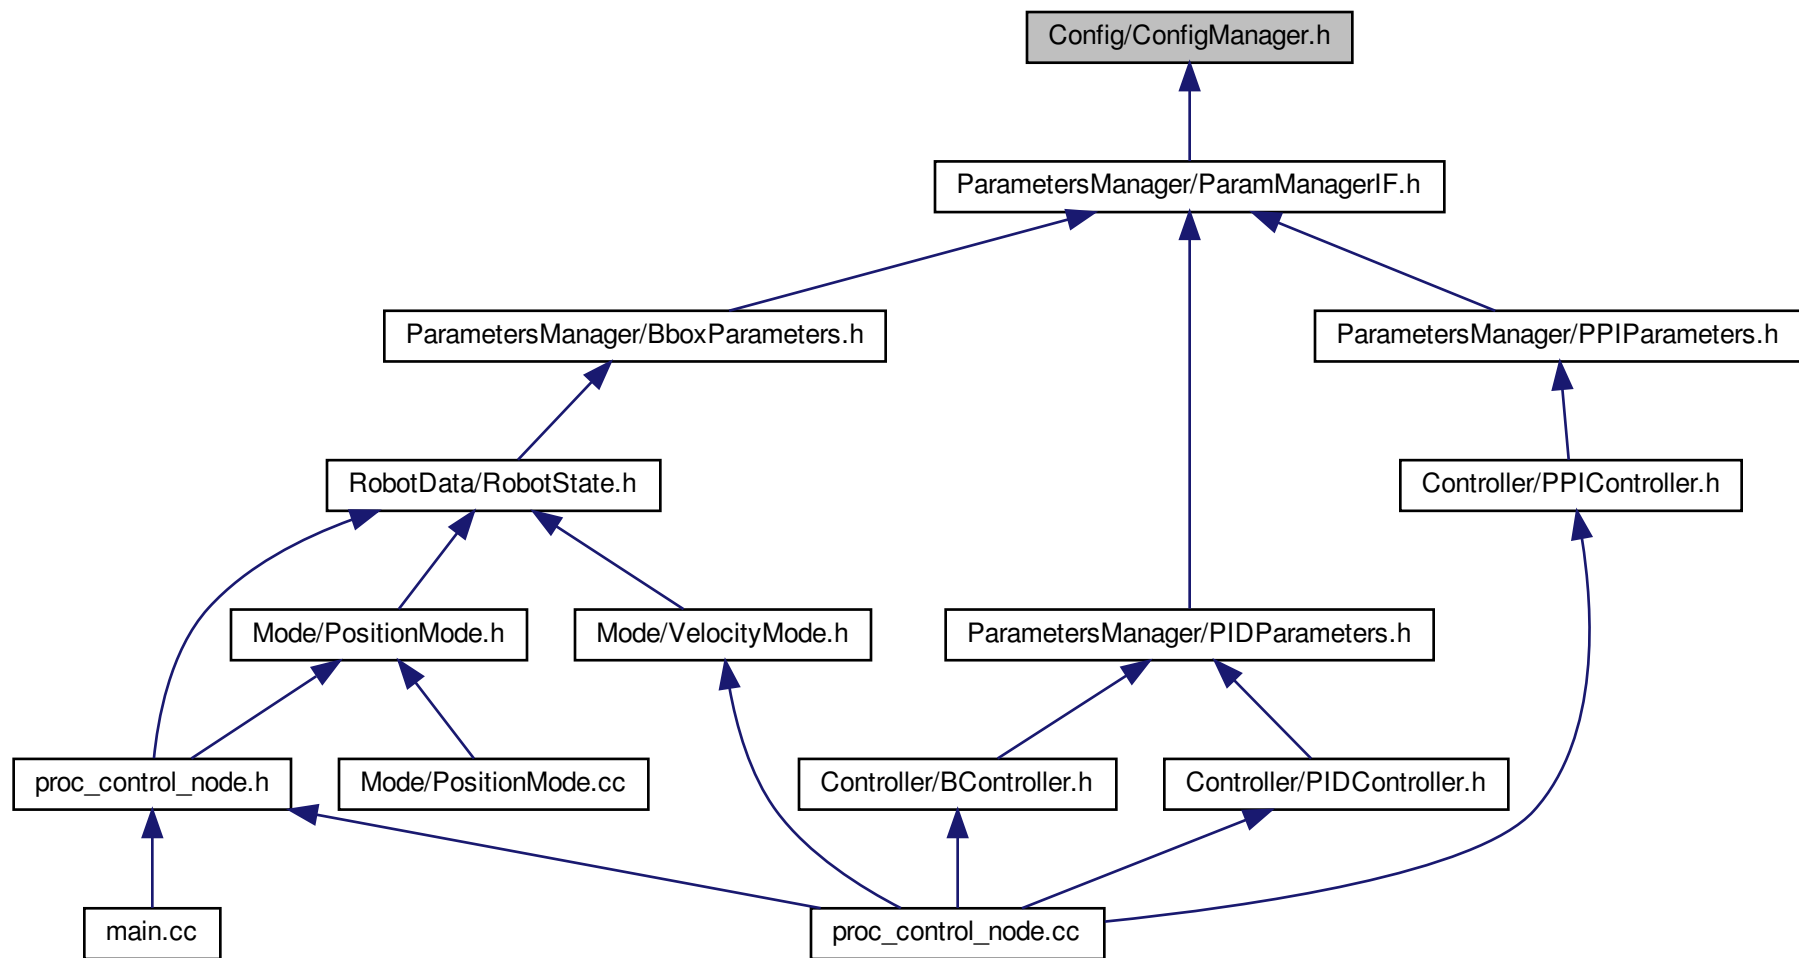 Config/ConfigManager.h
ParametersManager/ParamManagerIF.h
ParametersManager/BboxParameters.h
ParametersManager/PPIParameters.h
RobotData/RobotState.h
Controller/PPIController.h
Mode/PositionMode.h
Mode/VelocityMode.h
ParametersManager/PIDParameters.h
proc_control_node.h
Mode/PositionMode.cc
Controller/BController.h
Controller/PIDController.h
main.cc
proc_control_node.cc